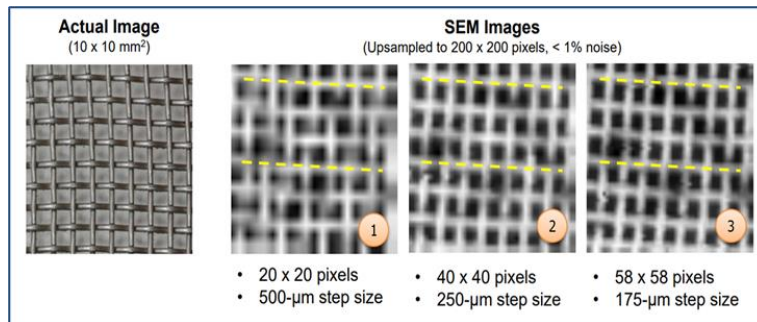 Actual Image
(10 x 10 mm²)
SEM Images
(Upsampled to 200 x 200 pixels, < 1% noise)
1
2
3
• 20 x 20 pixels
• 500-µm step size
• 40 x 40 pixels
• 250-µm step size
• 58 x 58 pixels
• 175-µm step size